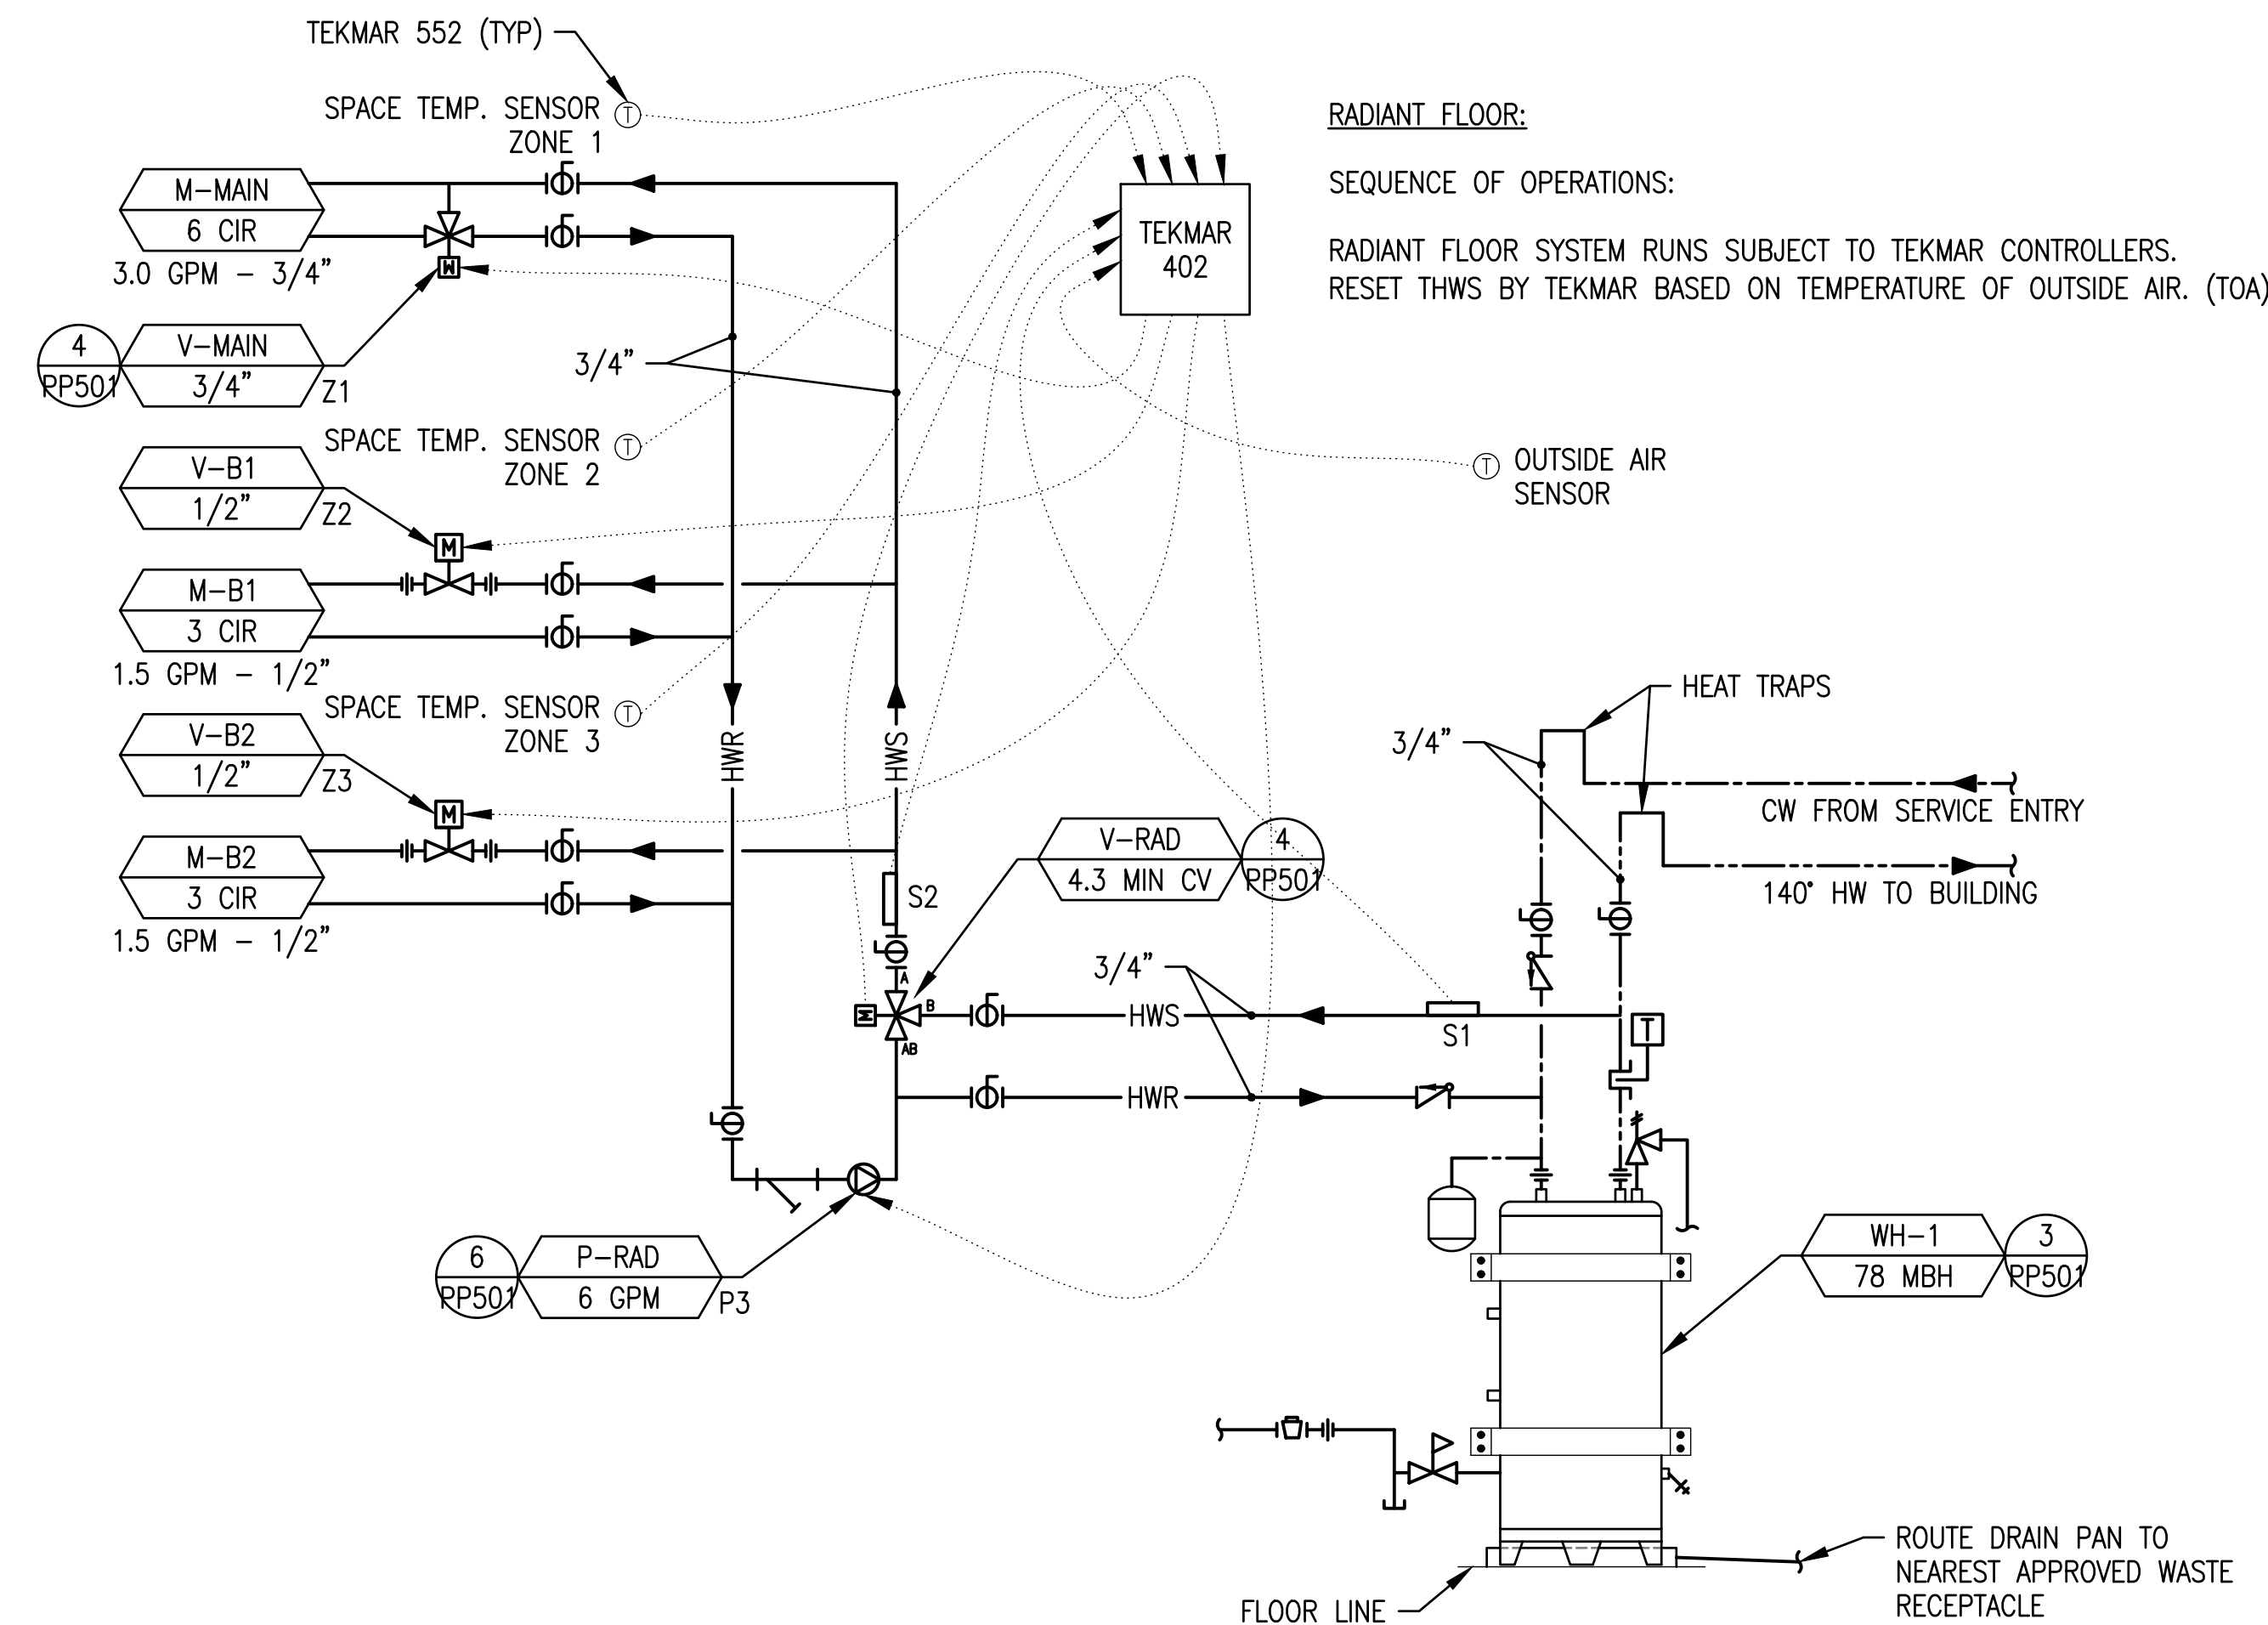 TEKMAR 552 (TYP)
SPACE TEMP. SENSOR
ZONE 1
M-MAIN
6 CIR
3.0 GPM - 3/4"
M
4
PP501
V-MAIN
3/4"
Z1
3/4"
SPACE TEMP. SENSOR
ZONE 2
V-B1
1/2"
Z2
M
M-B1
3 CIR
1.5 GPM - 1/2"
SPACE TEMP. SENSOR
ZONE 3
V-B2
1/2"
Z3
M
M-B2
3 CIR
1.5 GPM - 1/2"
T
T
T
HWR
HWS
TEKMAR
402
RADIANT FLOOR:
SEQUENCE OF OPERATIONS:
RADIANT FLOOR SYSTEM RUNS SUBJECT TO TEKMAR CONTROLLERS.
RESET THWS BY TEKMAR BASED ON TEMPERATURE OF OUTSIDE AIR. (TOA)
T
OUTSIDE AIR
SENSOR
HEAT TRAPS
3/4"
CW FROM SERVICE ENTRY
140° HW TO BUILDING
V-RAD
4.3 MIN CV
4
PP501
S2
A
B
AB
M
3/4"
HWS
S1
T
HWR
6
PP501
P-RAD
6 GPM
P3
WH-1
78 MBH
3
PP501
ROUTE DRAIN PAN TO
NEAREST APPROVED WASTE
RECEPTACLE
FLOOR LINE